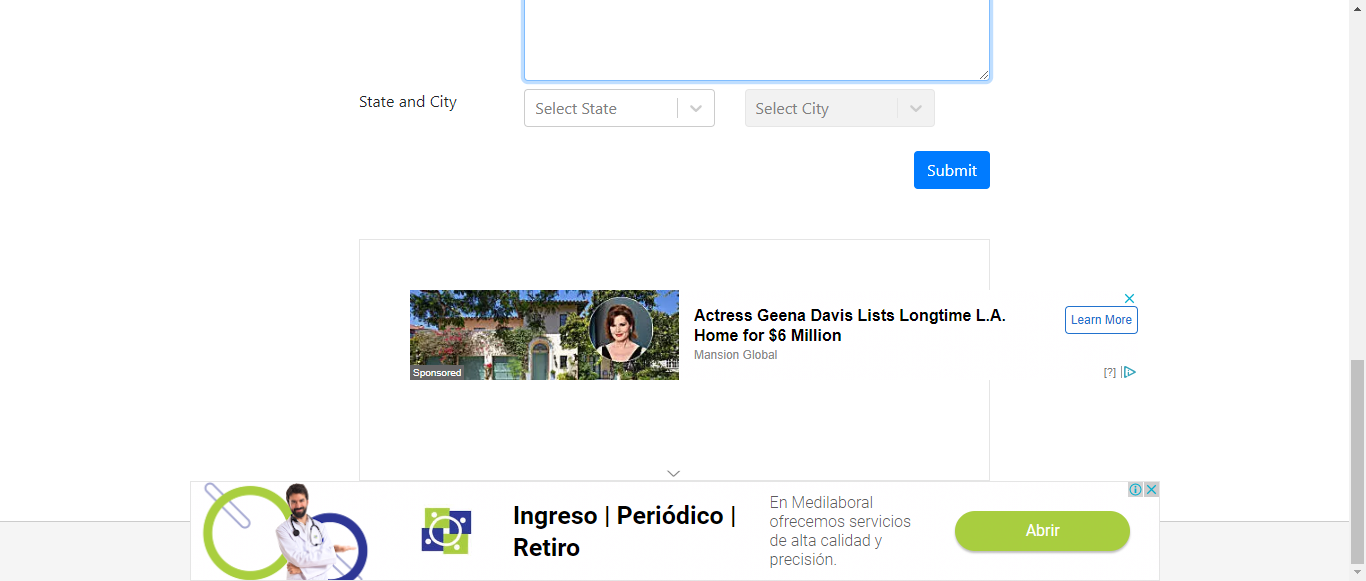 State and City
Select State
Select City
Submit
Actress Geena Davis Lists Longtime L.A.
Home for $6 Million
Mansion Global
Learn More
Sponsored
[?]
Ingreso | Periódico |
Retiro
En Medilaboral
ofrecemos servicios
de alta calidad y
precisión.
Abrir